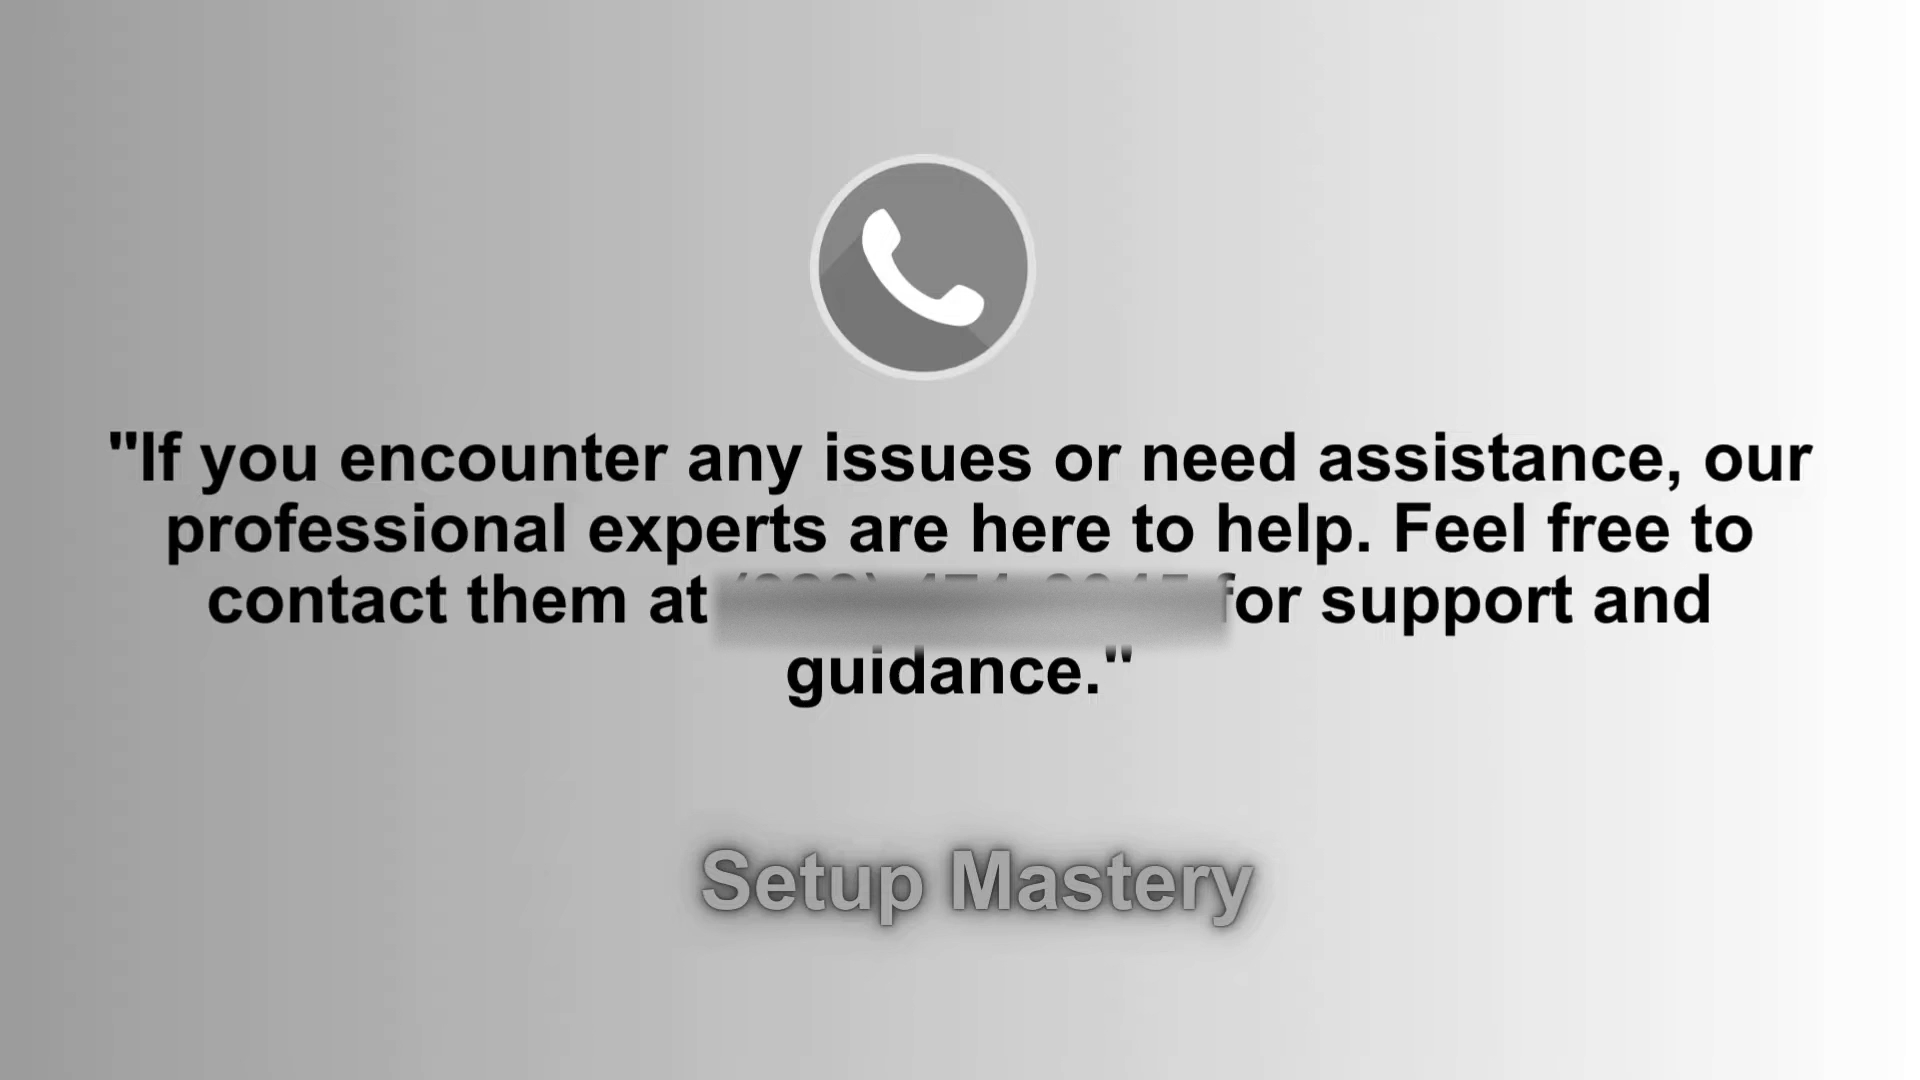 "If you encounter any issues or need assistance, our
professional experts are here to help. Feel free to
contact them at for support and
guidance."
Setup Mastery